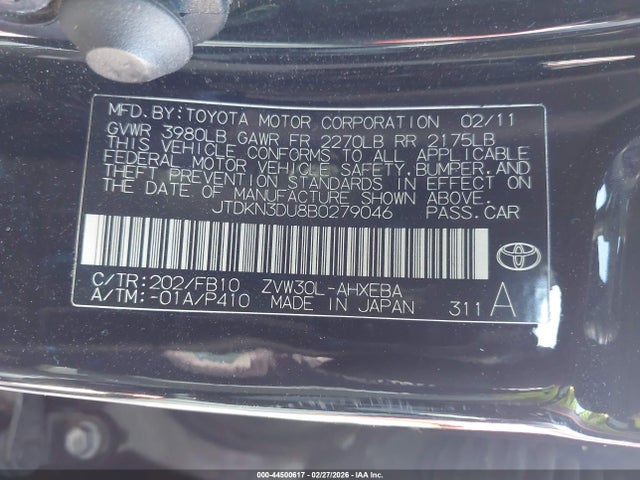 MFD.BY:TOYOTA MOTOR CORPORATION 02/11
GVWR 3980LB GAWR FR 2270LB RR 2175LB
THIS VEHICLE CONFORMS TO ALL APPLICABLE
FEDERAL MOTOR VEHICLE SAFETY,BUMPER,AND
THEFT PREVENTION STANDARDS IN EFFECT ON
THE DATE OF MANUFACTURE SHOWN ABOVE.
JTDKN3DU8B0279046 PASS.CAR
C/TR:202/FB10 ZVW30L-AHXEBA
A/TM:-01A/P410 MADE IN JAPAN 311 A
000-44500617 - 02/27/2026 - IAA Inc.